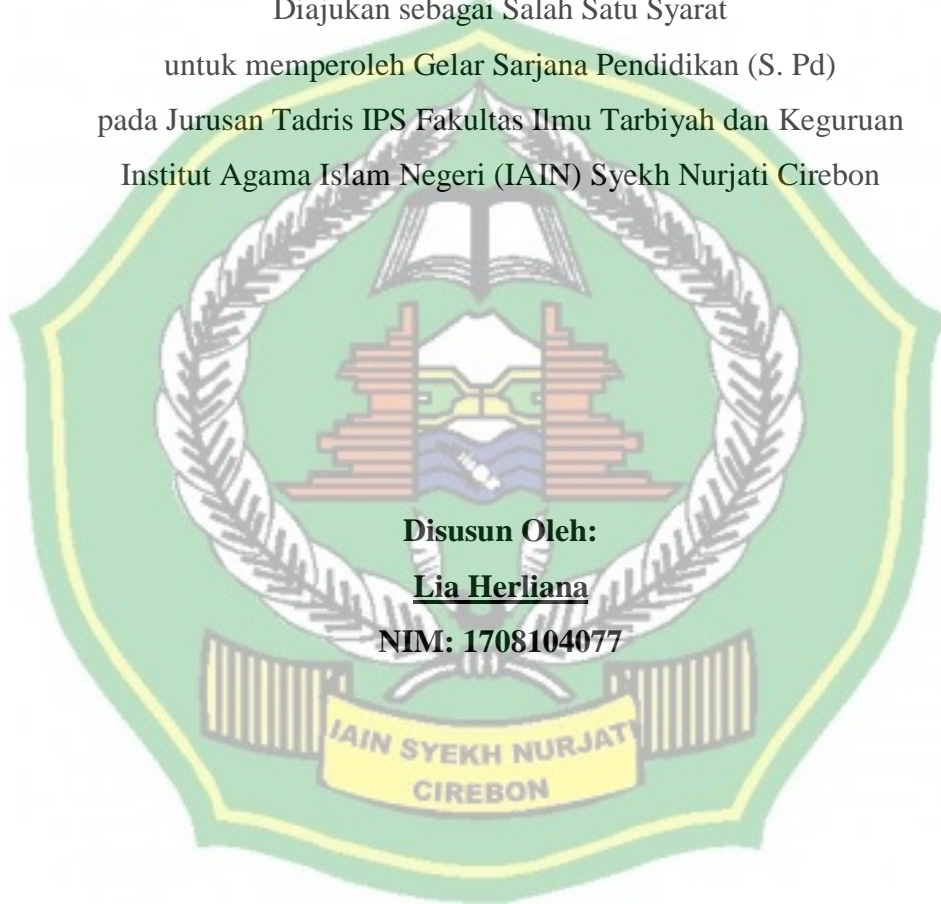 Diajukan sebagai Salah Satu Syarat
untuk memperoleh Gelar Sarjana Pendidikan (S. Pd)
pada Jurusan Tadris IPS Fakultas Ilmu Tarbiyah dan Keguruan
Institut Agama Islam Negeri (IAIN) Syekh Nurjati Cirebon
Disusun Oleh:
Lia Herliana
NIM: 1708104077
IAIN SYEKH NURJATI
CIREBON